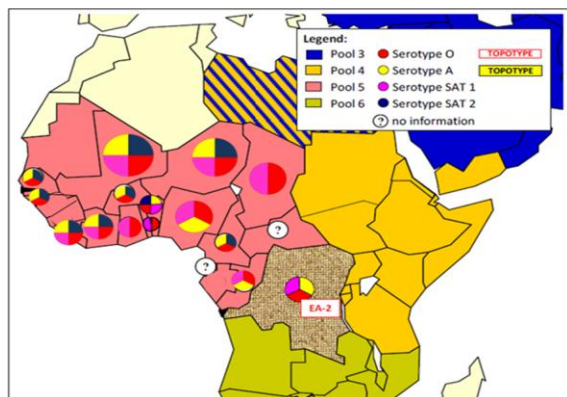 Legend:
Pool 3 Serotype O TOPOTYPE
Pool 4 Serotype A TOPOTYPE
Pool 5 Serotype SAT 1
Pool 6 Serotype SAT 2
? no information
?
?
EA-2